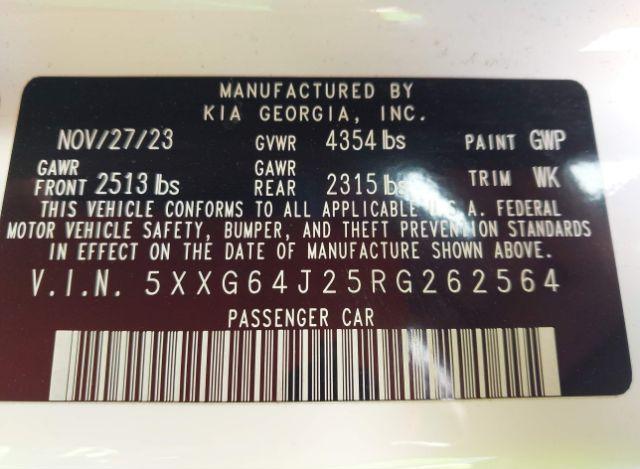 MANUFACTURED BY
KIA GEORGIA, INC.
NOV/27/23 GVWR 4354 lbs PAINT GWP
GAWR FRONT 2513 lbs GAWR REAR 2315 lbs TRIM WK
THIS VEHICLE CONFORMS TO ALL APPLICABLE U.S.A. FEDERAL
MOTOR VEHICLE SAFETY, BUMPER, AND THEFT PREVENTION STANDARDS
IN EFFECT ON THE DATE OF MANUFACTURE SHOWN ABOVE.
V.I.N. 5XXG64J25RG262564
PASSENGER CAR